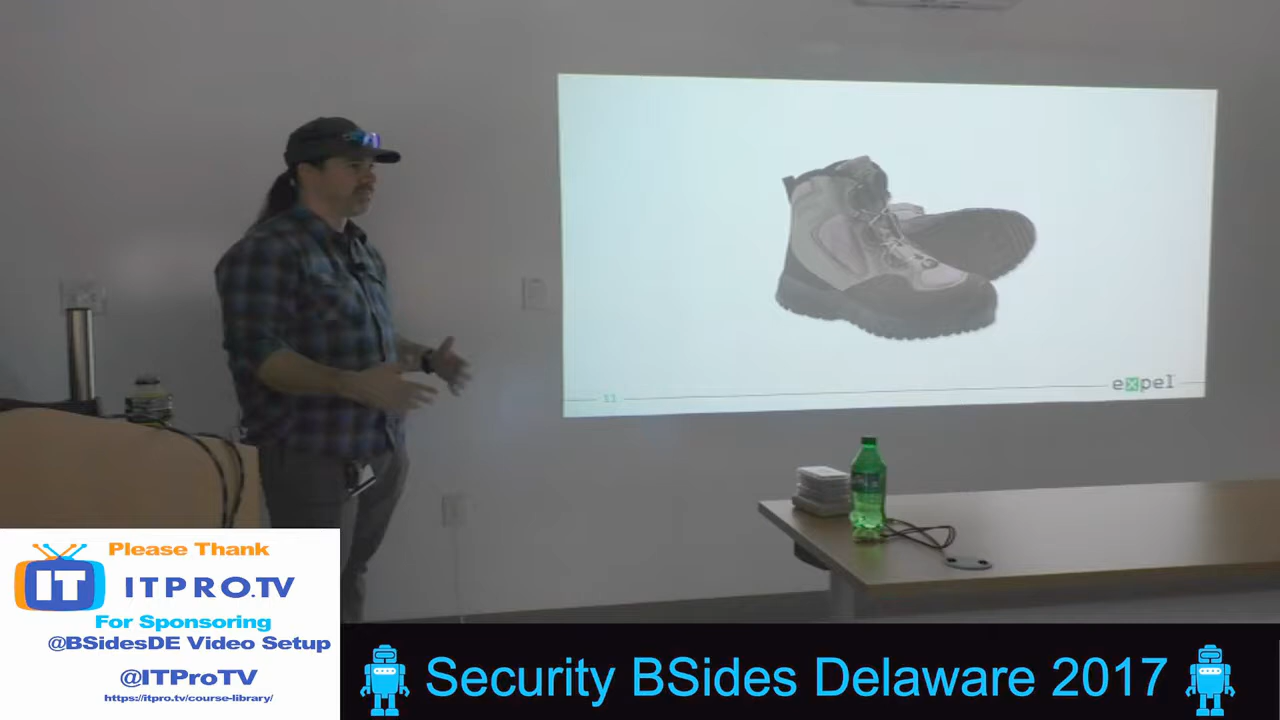 11
expel
Please Thank
IT
ITPRO.TV
For Sponsoring
@BSidesDE Video Setup
@ITProTV
https://itpro.tv/course-library/
Security BSides Delaware 2017